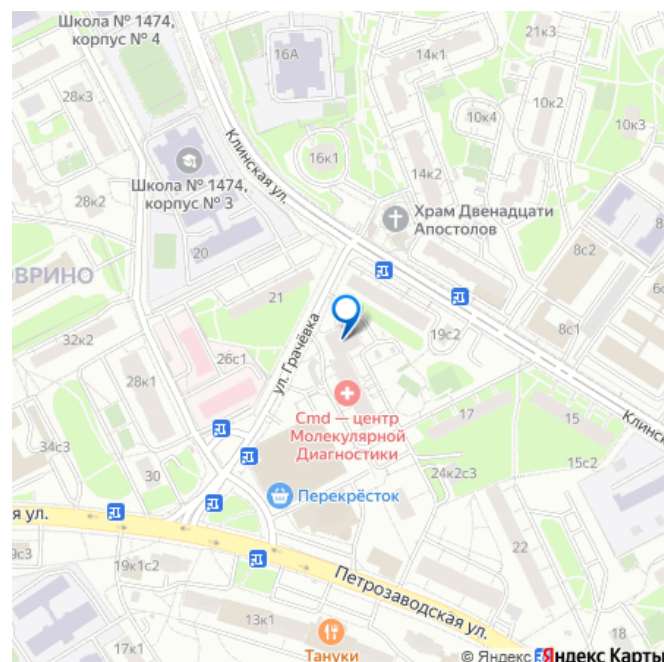 Школа № 1474,
корпус № 4
16А
14к1
21к3
28к3
10к2
10к4
10к3
Клинская ул.
16к1
14к2
Школа № 1474,
корпус № 3
28к2
Храм Двенадцати
Апостолов
20
8с2
ОВРИНО
21
ул. Грачёвка
19с2
8с1
32к2
26с1
28к1
Cmd — центр
Молекулярной
Диагностики
17
15
Клинск
34с3
30
24к2с3
15с2
Перекрёсток
я ул.
19с3
19к1с2
22
Петрозаводская ул.
13к1
18
17к1
Тануки
© Яндекс
Яндекс Карты